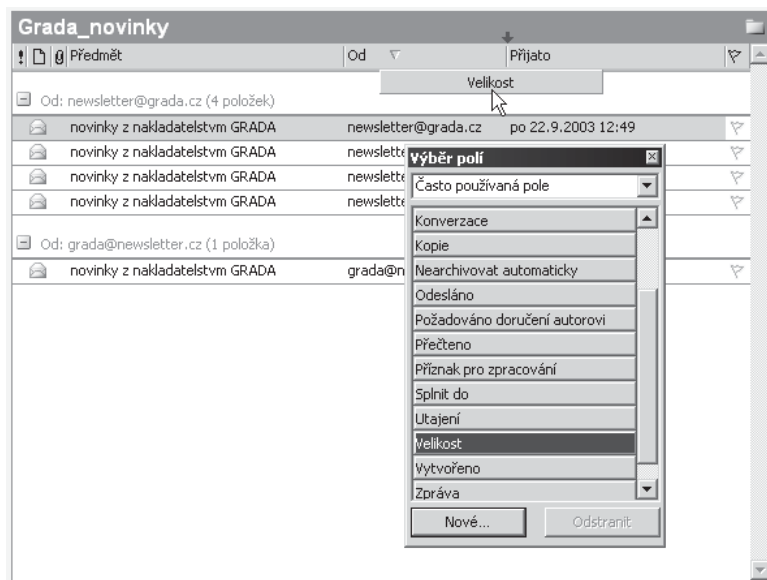 Grada_novinky
Předmět Od Přijato
Velikost
Od: newsletter@grada.cz (4 položek)
novinky z nakladatelstvm GRADA newsletter@grada.cz po 22.9.2003 12:49
novinky z nakladatelstvm GRADA newslette
novinky z nakladatelstvm GRADA newslette
novinky z nakladatelstvm GRADA newslette
Od: grada@newsletter.cz (1 položka)
novinky z nakladatelstvm GRADA grada@n
Výběr polí
Často používaná pole
Konverzace
Kopie
Nearchivovat automaticky
Odesláno
Požadováno doručení autorovi
Přečteno
Příznak pro zpracování
Splnit do
Utajení
Velikost
Vytvořeno
Zpráva
Nové... Odstranit